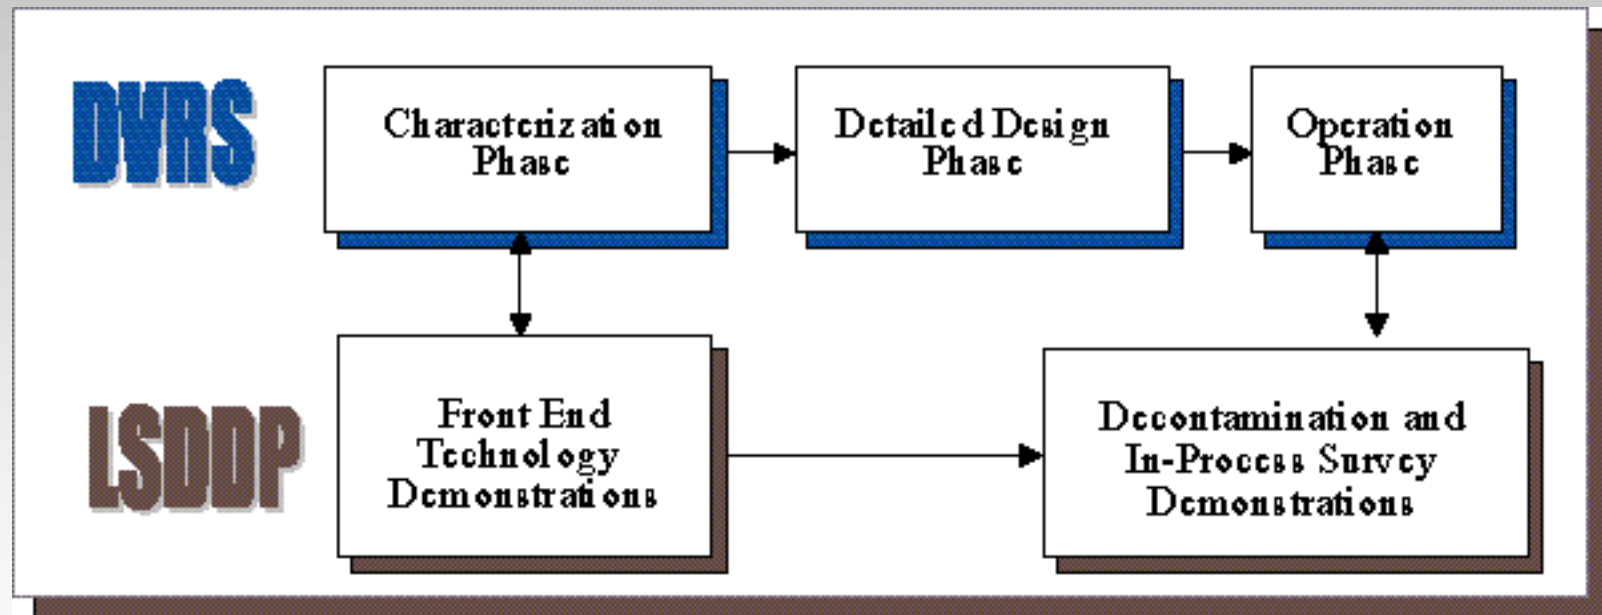 DVRS
Characterization
Phase
Detailed Design
Phase
Operation
Phase
LSDDP
Front End
Technology
Demonstrations
Decontamination and
In-Process Survey
Demonstrations